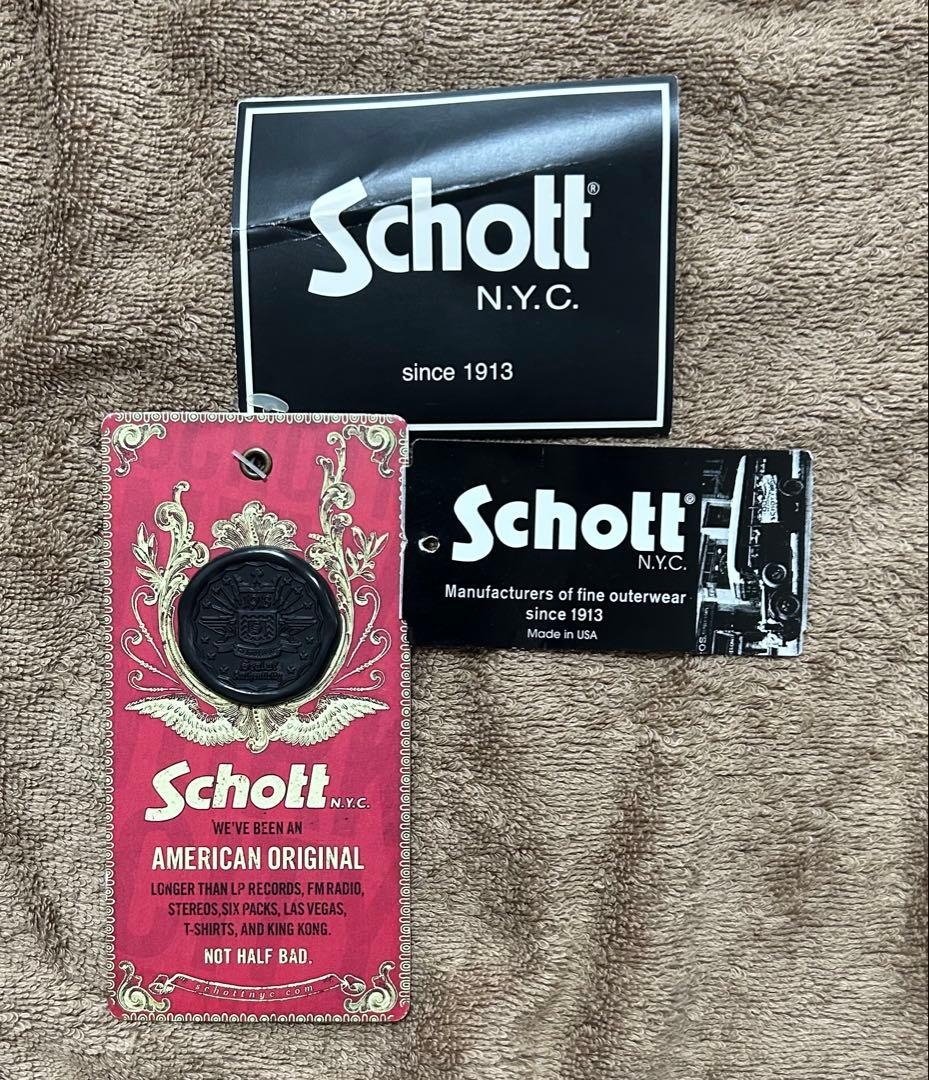 Schott®
N.Y.C.
since 1913
Schott®
N.Y.C.
Manufacturers of fine outerwear
since 1913
Made in USA
Schott N.Y.C.
WE'VE BEEN AN
AMERICAN ORIGINAL
LONGER THAN LP RECORDS, FM RADIO,
STEREOS,SIX PACKS, LAS VEGAS,
T-SHIRTS, AND KING KONG.
NOT HALF BAD.
schottnyc.com